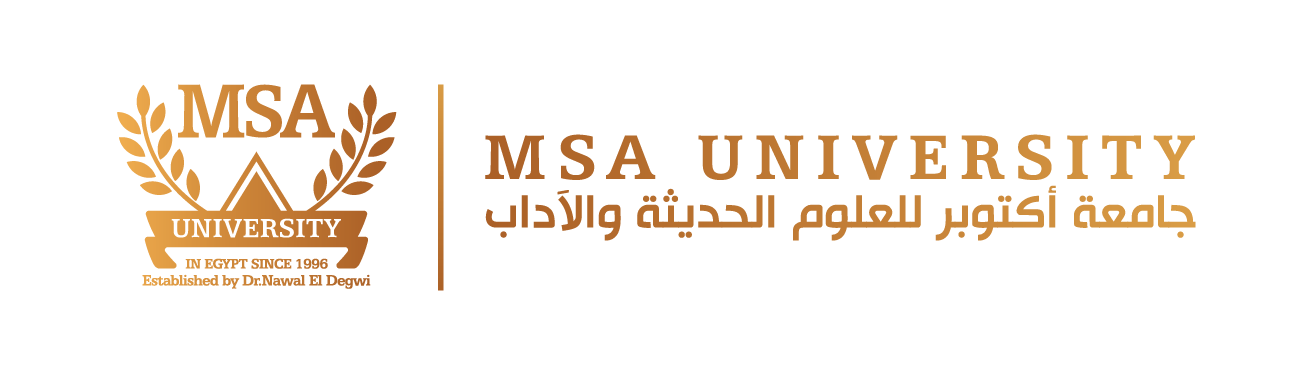 MSA
UNIVERSITY
IN EGYPT SINCE 1996
Established by Dr.Nawal El Degwi
MSA UNIVERSITY
جامعة أكتوبر للعلوم الحديثة والآداب